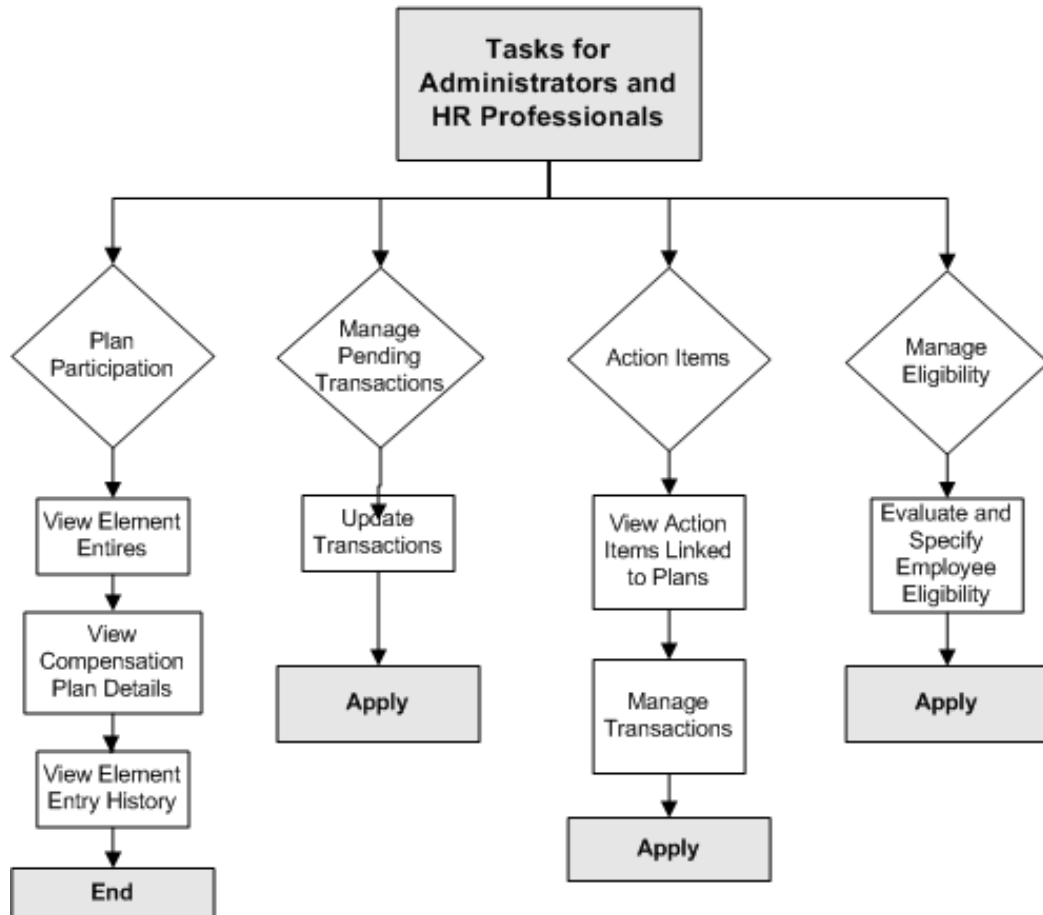 Tasks for
Administrators and
HR Professionals
Plan
Participation
Manage
Pending
Transactions
Action Items
Manage
Eligibility
View Element
Entires
Update
Transactions
View Action
Items Linked
to Plans
Evaluate and
Specify
Employee
Eligibility
View
Compensation
Plan Details
Apply
Manage
Transactions
Apply
View Element
Entry History
Apply
End